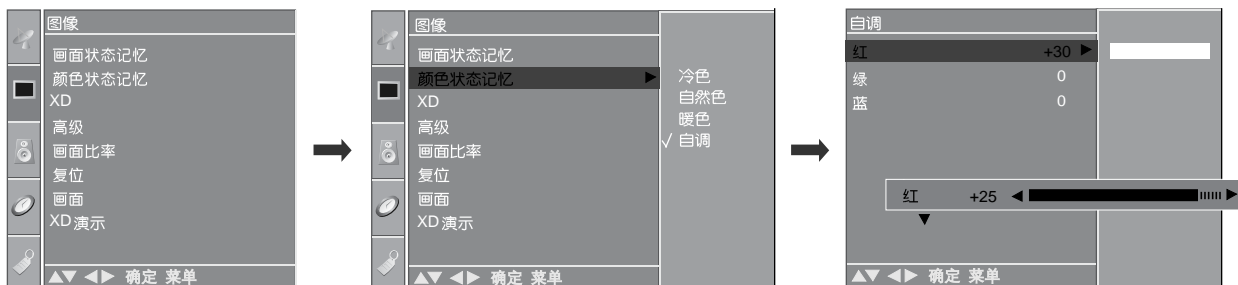 图像
画面状态记忆
颜色状态记忆
XD
高级
画面比率
复位
画面
XD 演示
▲▼ ◀▶ 确定 菜单
图像
画面状态记忆
颜色状态记忆 ▶
XD
高级
画面比率
复位
画面
XD 演示
▲▼ ◀▶ 确定 菜单
冷色
自然色
暖色
√ 自调
自调
红 +30 ▶
绿 0
蓝 0
红 +25 ◀ ▶
▼
▲▼ ◀▶ 确定 菜单